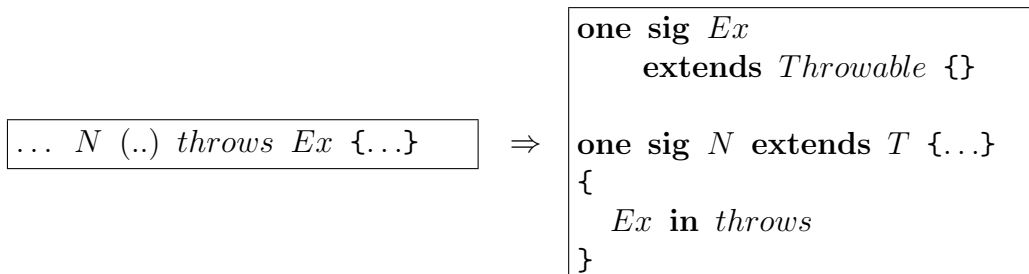 ... N (..) throws Ex {...}
⇒
one sig Ex
extends Throwable {}
one sig N extends T {...}
{
Ex in throws
}